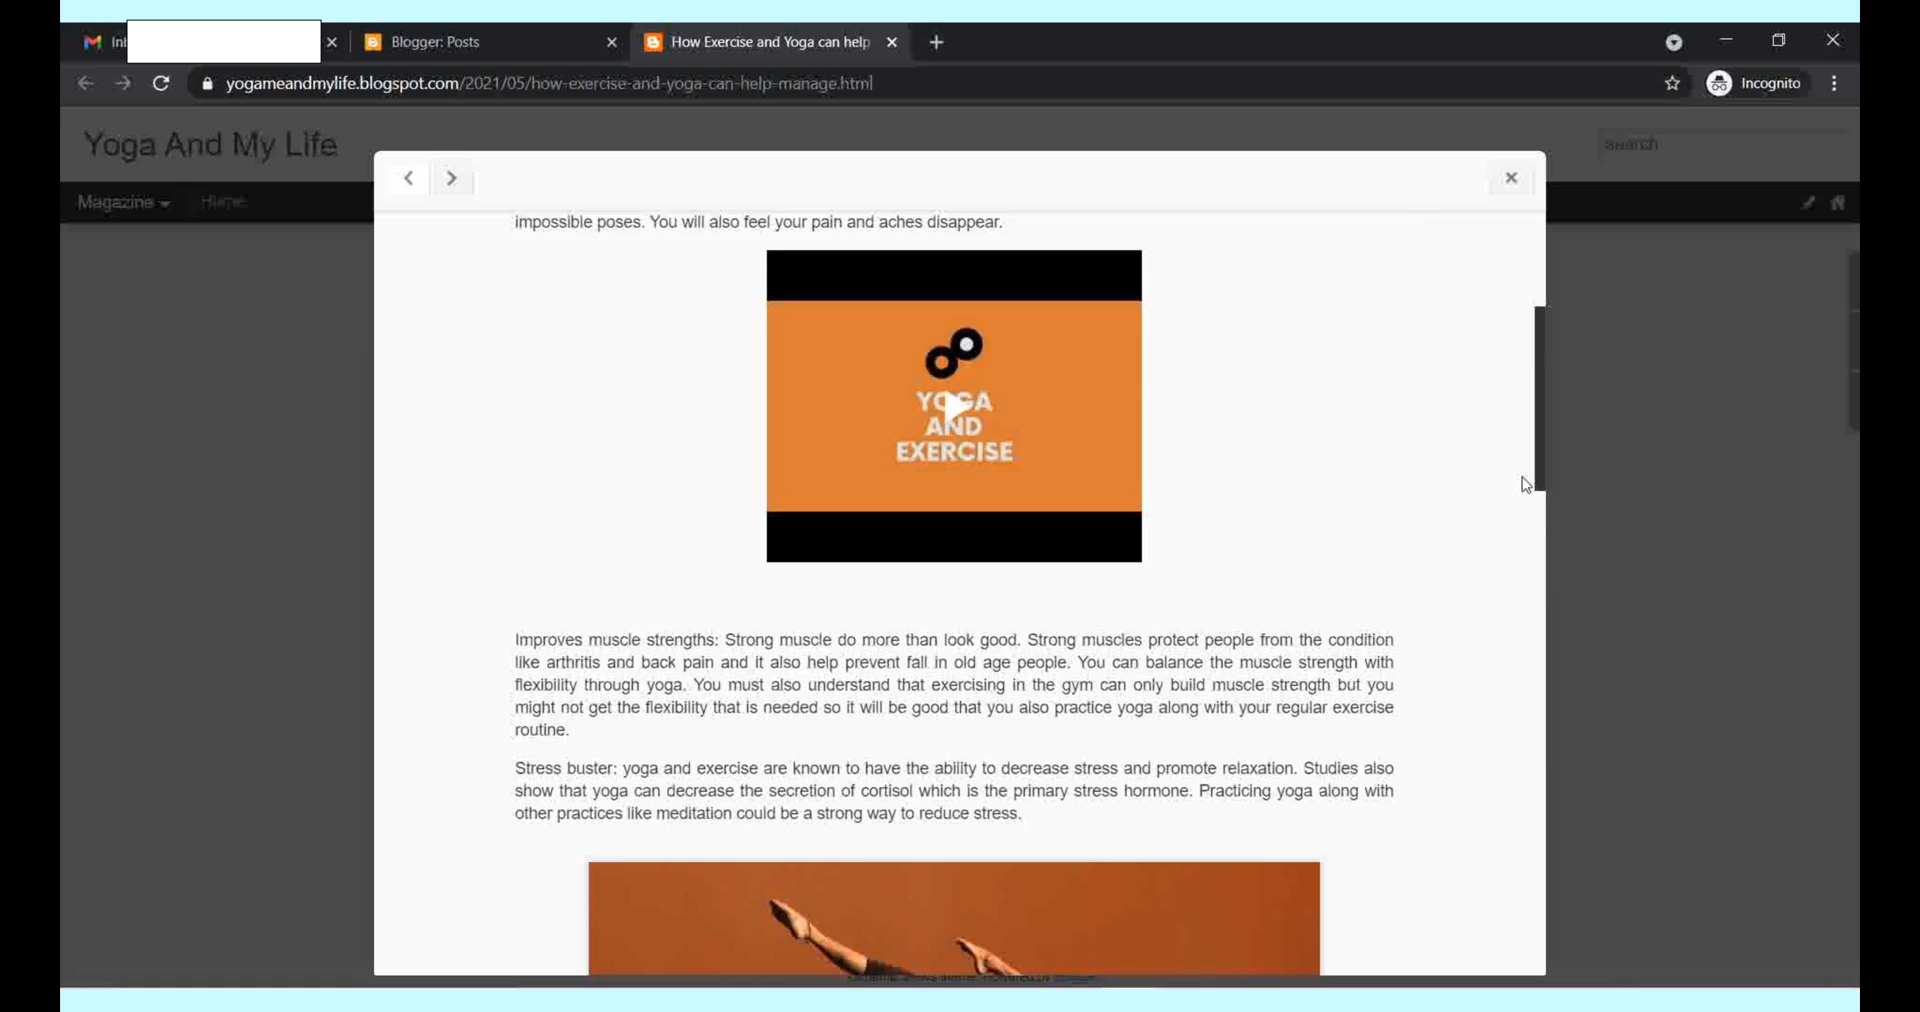 Blogger: Posts
How Exercise and Yoga can help
yogameandmylife.blogspot.com/2021/05/how-exercise-and-yoga-can-help-manage.html
Incognito
Yoga And My Life
search
Magazine
Home
impossible poses. You will also feel your pain and aches disappear.
YOGA
AND
EXERCISE
Improves muscle strengths: Strong muscle do more than look good. Strong muscles protect people from the condition
like arthritis and back pain and it also help prevent fall in old age people. You can balance the muscle strength with
flexibility through yoga. You must also understand that exercising in the gym can only build muscle strength but you
might not get the flexibility that is needed so it will be good that you also practice yoga along with your regular exercise
routine.
Stress buster: yoga and exercise are known to have the ability to decrease stress and promote relaxation. Studies also
show that yoga can decrease the secretion of cortisol which is the primary stress hormone. Practicing yoga along with
other practices like meditation could be a strong way to reduce stress.